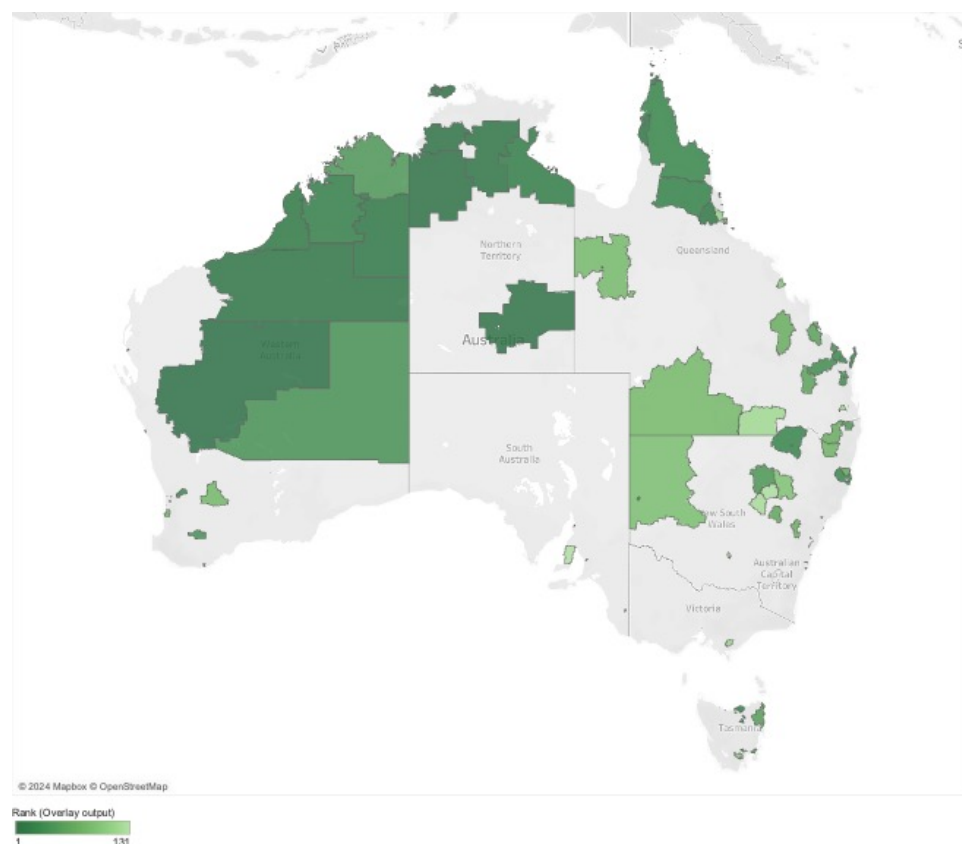 Northern
Territory
Queensland
Western
Australia
Australia
South
Australia
New South
Wales
Australian
Capital
Territory
Victoria
Tasmania
© 2024 Mapbox © OpenStreetMap
Rank (Overlay output)
1 131